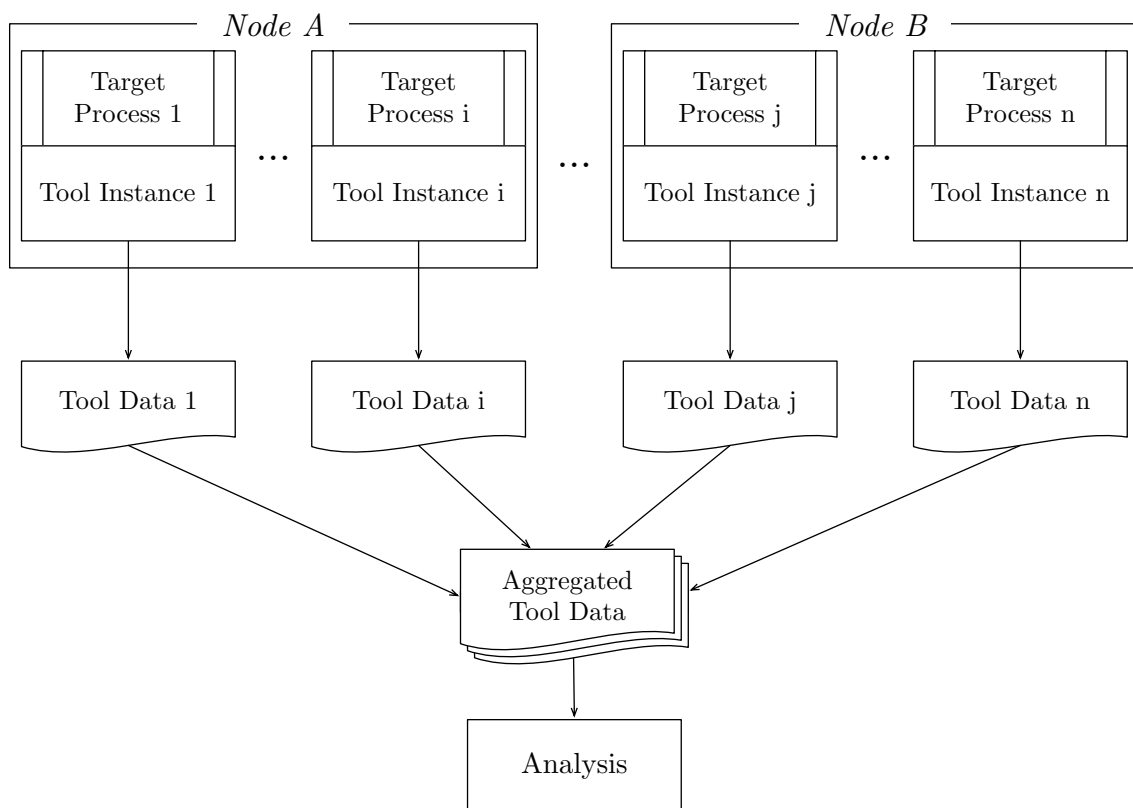 Node A
Node B
Target
Process 1
Target
Process i
Target
Process j
Target
Process n
...
...
...
Tool Instance 1
Tool Instance i
Tool Instance j
Tool Instance n
Tool Data 1
Tool Data i
Tool Data j
Tool Data n
Aggregated
Tool Data
Analysis